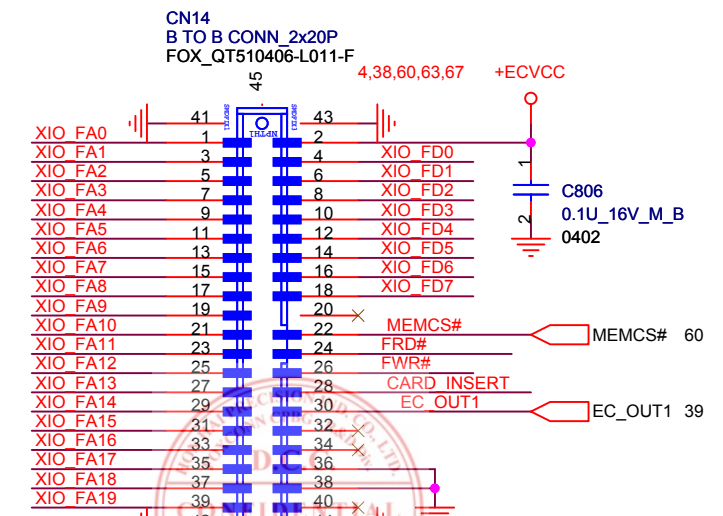 CN14
B TO B CONN_2x20P
FOX_QT510406-L011-F
4,38,60,63,67 +ECVCC
45
41 43
XIO_FA0 1 2
XIO_FA1 3 4 XIO_FD0
XIO_FA2 5 6 XIO_FD1
XIO_FA3 7 8 XIO_FD2
XIO_FA4 9 10 XIO_FD3
XIO_FA5 11 12 XIO_FD4
XIO_FA6 13 14 XIO_FD5
XIO_FA7 15 16 XIO_FD6
XIO_FA8 17 18 XIO_FD7
XIO_FA9 19 20
XIO_FA10 21 22 MEMCS# MEMCS# 60
XIO_FA11 23 24 FRD#
XIO_FA12 25 26 FWR#
XIO_FA13 27 28 CARD_INSERT
XIO_FA14 29 30 EC_OUT1 EC_OUT1 39
XIO_FA15 31 32
XIO_FA16 33 34
XIO_FA17 35 36
XIO_FA18 37 38
XIO_FA19 39 40
NPTH1
1
C806
2
0.1U_16V_M_B
0402
D.C.C
CONFIDENTIAL